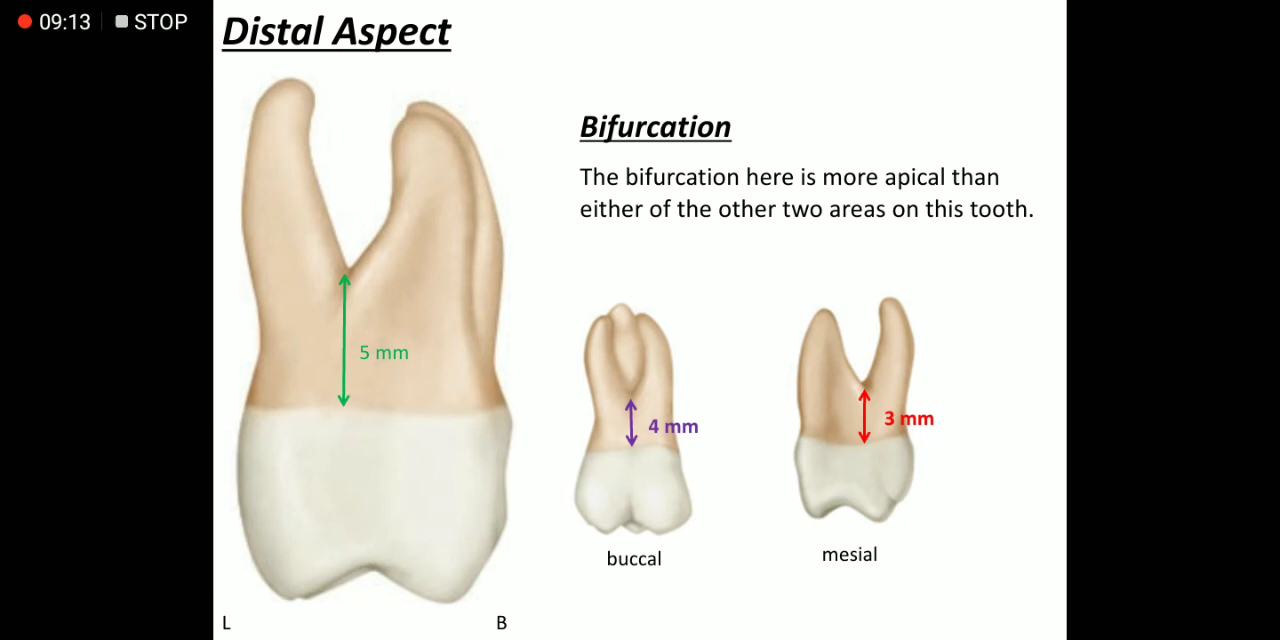 09:13 STOP
Distal Aspect
Bifurcation
The bifurcation here is more apical than
either of the other two areas on this tooth.
5 mm
4 mm
3 mm
buccal
mesial
L
B